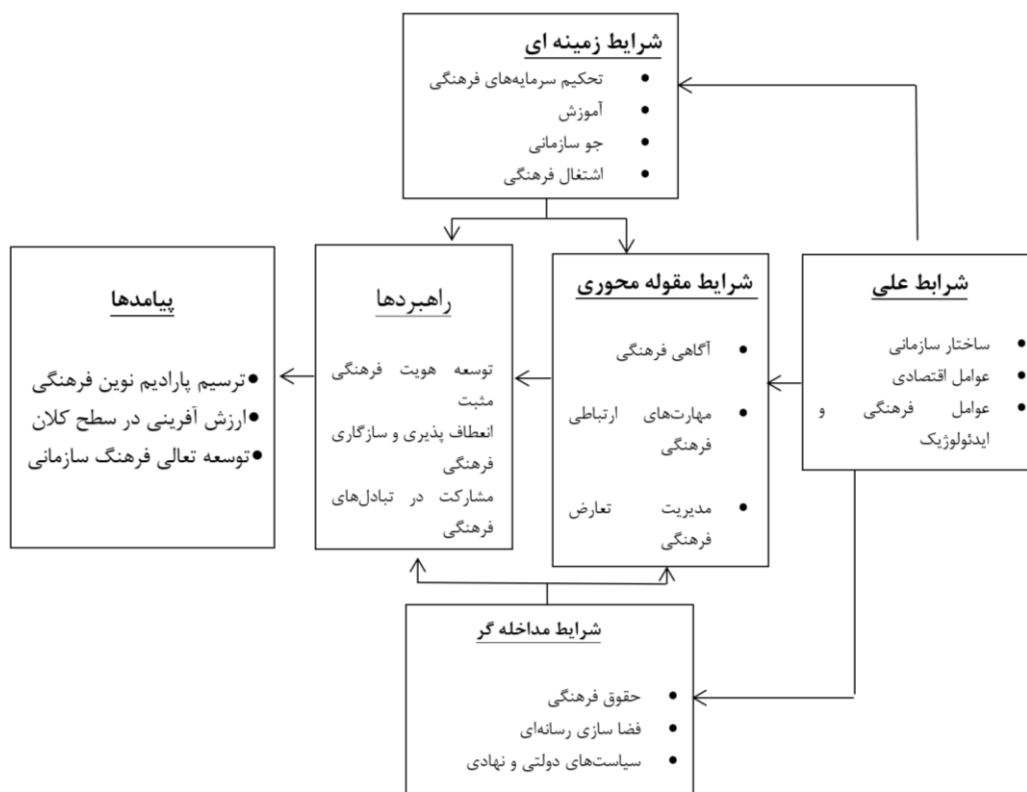 شرایط زمینه ای
• تحکیم سرمایه‌های فرهنگی
• آموزش
• جو سازمانی
• اشتغال فرهنگی
شرابط علی
• ساختار سازمانی
• عوامل اقتصادی
• عوامل فرهنگی و
ایدئولوژیک
شرایط مقوله محوری
• آگاهی فرهنگی
• مهارت‌های ارتباطی
فرهنگی
• مدیریت تعارض
فرهنگی
راهبردها
توسعه هویت فرهنگی
مثبت
انعطاف پذیری و سازگاری
فرهنگی
مشارکت در تبادل‌های
فرهنگی
پیامدها
•ترسیم پارادیم نوین فرهنگی
•ارزش آفرینی در سطح کلان
•توسعه تعالی فرهنگ سازمانی
شرایط مداخله گر
• حقوق فرهنگی
• فضا سازی رسانه‌ای
• سیاست‌های دولتی و نهادی